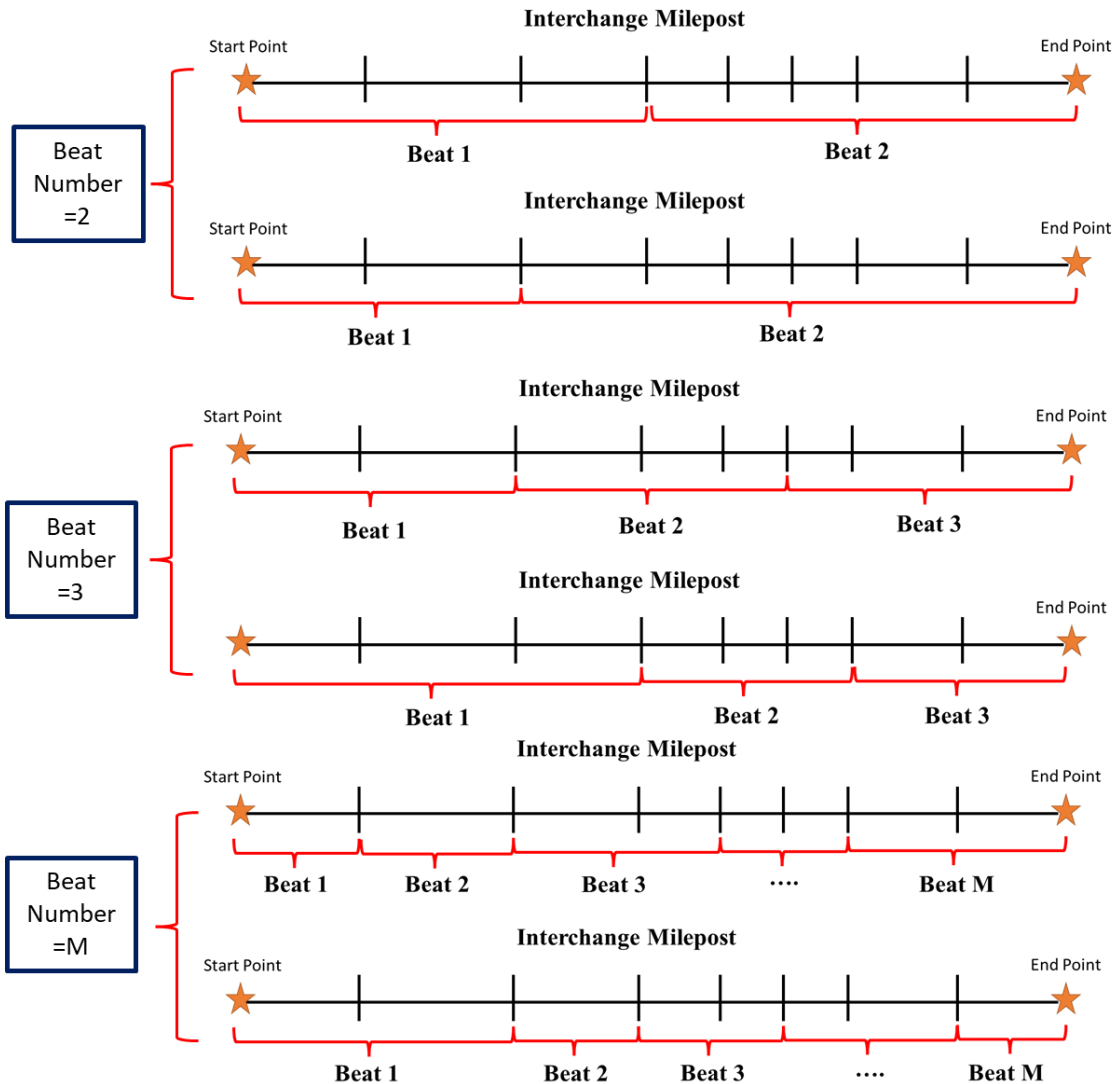 Interchange Milepost
Start Point
End Point
Beat 1
Beat 2
Beat
Number
=2
Interchange Milepost
Start Point
End Point
Beat 1
Beat 2
Interchange Milepost
Start Point
End Point
Beat 1
Beat 2
Beat 3
Beat
Number
=3
Interchange Milepost
End Point
Beat 1
Beat 2
Beat 3
Interchange Milepost
Start Point
End Point
Beat 1
Beat 2
Beat 3
....
Beat M
Beat
Number
=M
Interchange Milepost
Start Point
End Point
Beat 1
Beat 2
Beat 3
....
Beat M